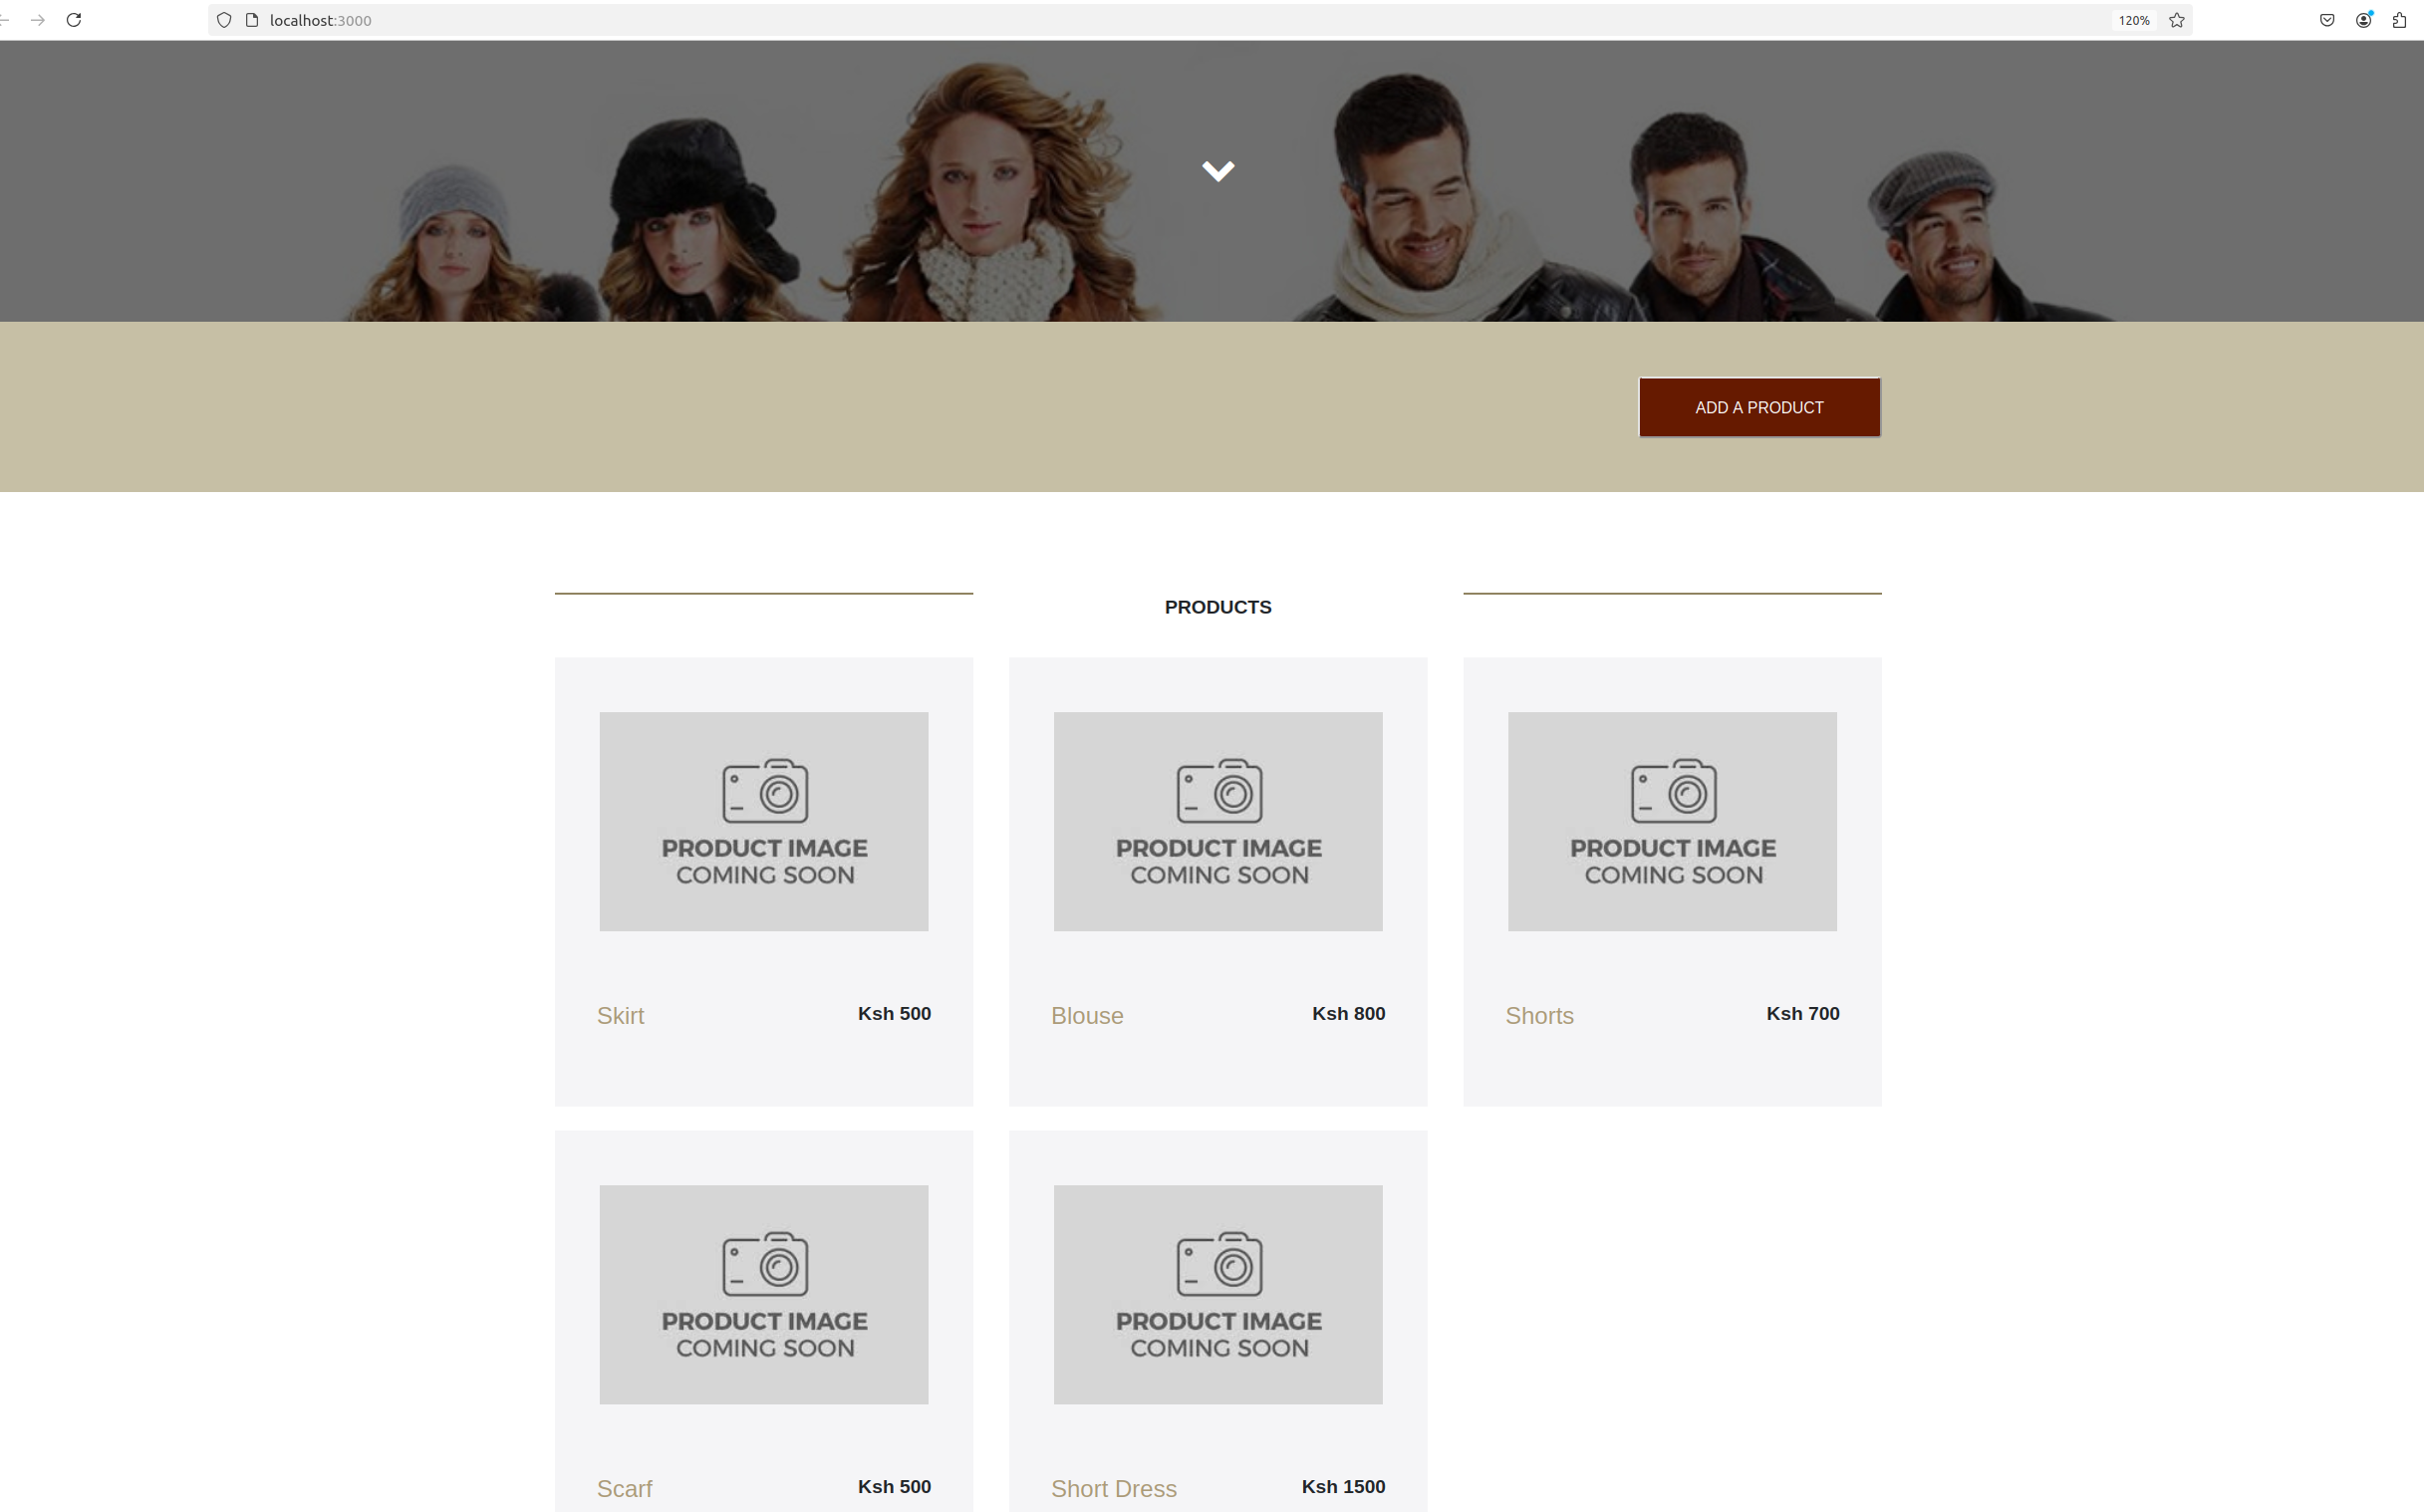 localhost:3000
120%
ADD A PRODUCT
PRODUCTS
PRODUCT IMAGE
COMING SOON
Skirt
Ksh 500
PRODUCT IMAGE
COMING SOON
Blouse
Ksh 800
PRODUCT IMAGE
COMING SOON
Shorts
Ksh 700
PRODUCT IMAGE
COMING SOON
Scarf
Ksh 500
PRODUCT IMAGE
COMING SOON
Short Dress
Ksh 1500